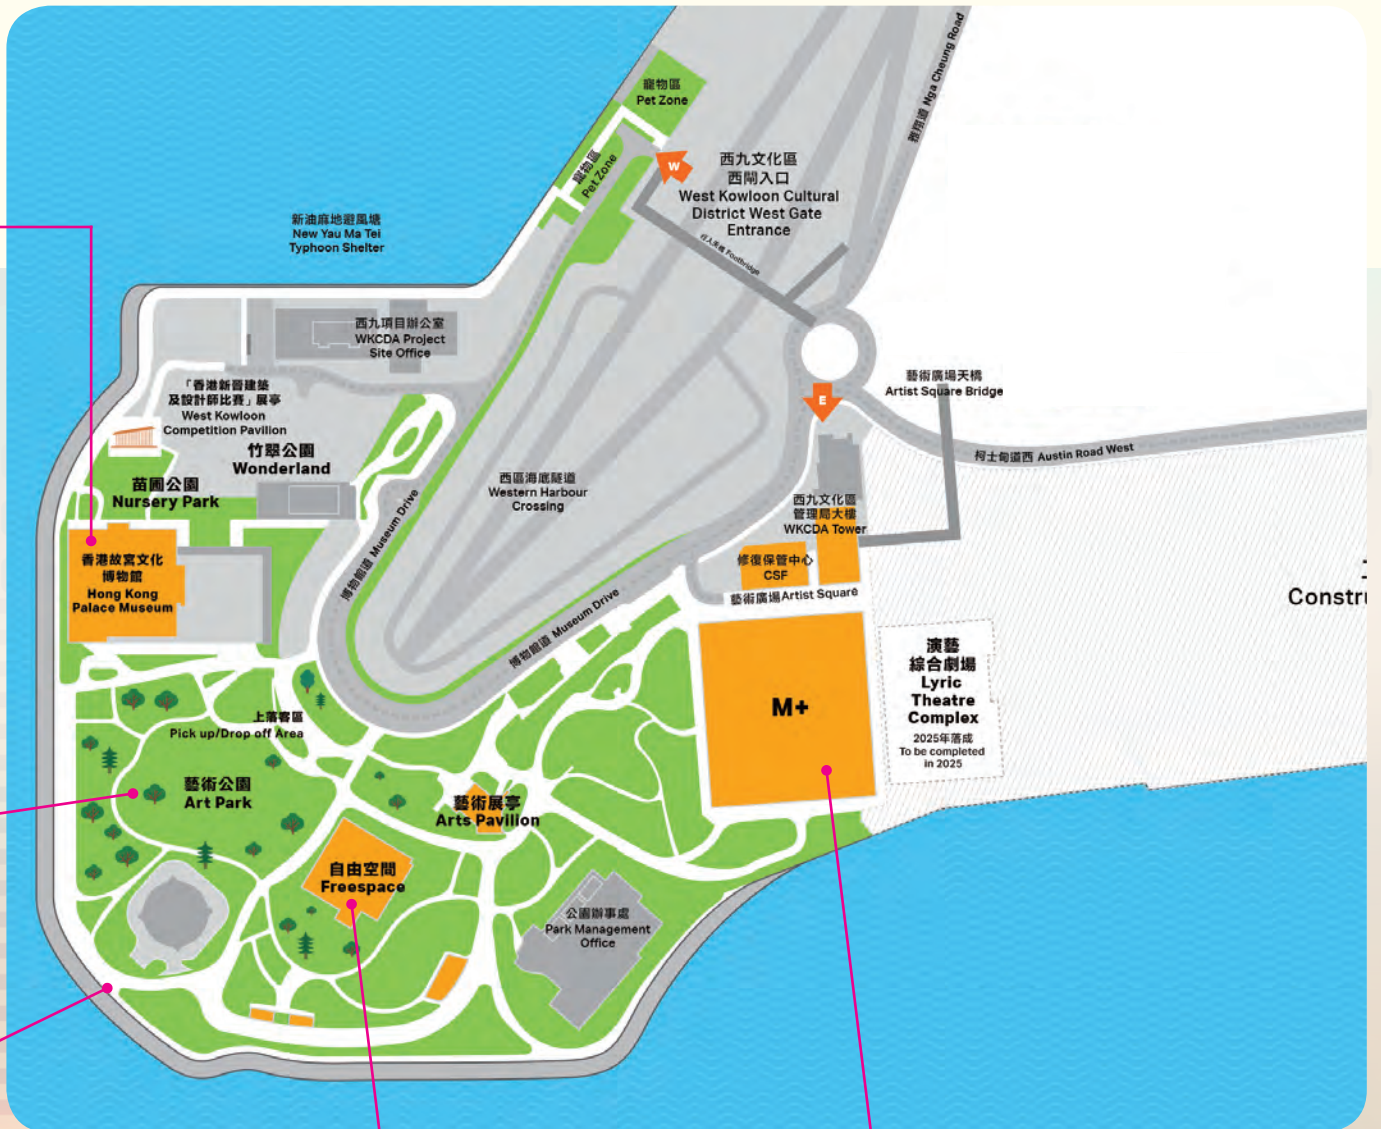 寵物區
Pet Zone
雅翔道 Nga Cheung Road
寵物區
Pet Zone
W
西九文化區
西閘入口
West Kowloon Cultural
District West Gate
Entrance
行人天橋 Footbridge
新油麻地避風塘
New Yau Ma Tei
Typhoon Shelter
西九項目辦公室
WKCDA Project
Site Office
「香港新晉建築
及設計師比賽」展亭
West Kowloon
Competition Pavilion
藝術廣場天橋
Artist Square Bridge
E
竹翠公園
Wonderland
柯士甸道西 Austin Road West
苗圃公園
Nursery Park
西區海底隧道
Western Harbour
Crossing
西九文化區
管理局大樓
WKCDA Tower
博物館道 Museum Drive
香港故宮文化
博物館
Hong Kong
Palace Museum
修復保管中心
CSF
藝術廣場 Artist Square
Constru
博物館道 Museum Drive
演藝
綜合劇場
Lyric
Theatre
Complex
2025年落成
To be completed
in 2025
M+
上落客區
Pick up/Drop off Area
藝術公園
Art Park
藝術展亭
Arts Pavilion
自由空間
Freespace
公園辦事處
Park Management
Office